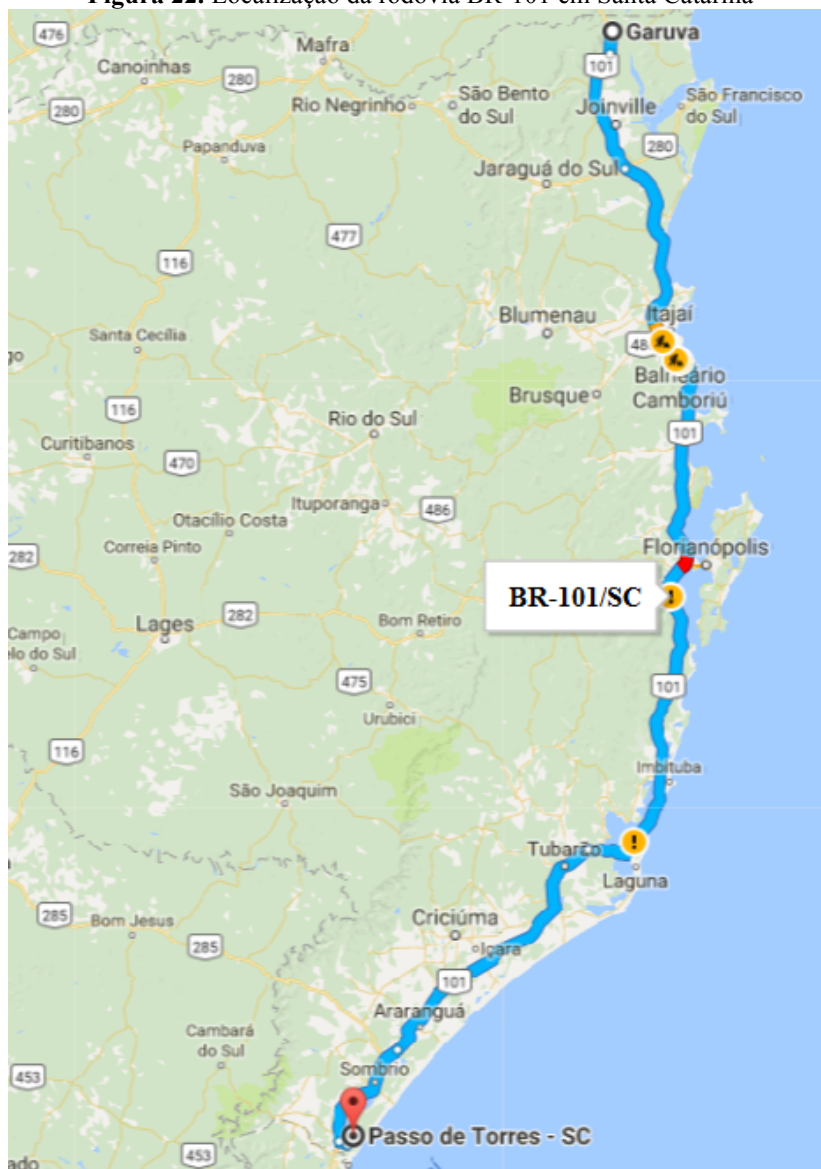 Figura 22: Localização da rodovia BR-101 em Santa Catarina
476
Garuva
Mafra
Canoinhas
101
280
Rio Negrinho
São Bento
do Sul
São Francisco
do Sul
280
Joinville
Papanduva
280
Jaraguá do Sul
477
116
Itajaí
Blumenau
Santa Cecília
48
Balneário
Camboriú
Brusque
116
Rio do Sul
101
Curitibanos
470
Ituporanga
486
Otacílio Costa
282
Correia Pinto
Florianópolis
BR-101/SC
282
Bom Retiro
Lages
Campo
lo do Sul
475
101
Urubici
116
Imbituba
São Joaquim
Tubarão
Laguna
285
Bom Jesus
Criciúma
285
Içara
101
Araranguá
Cambará
do Sul
453
Sombrio
Passo de Torres - SC
453
ado